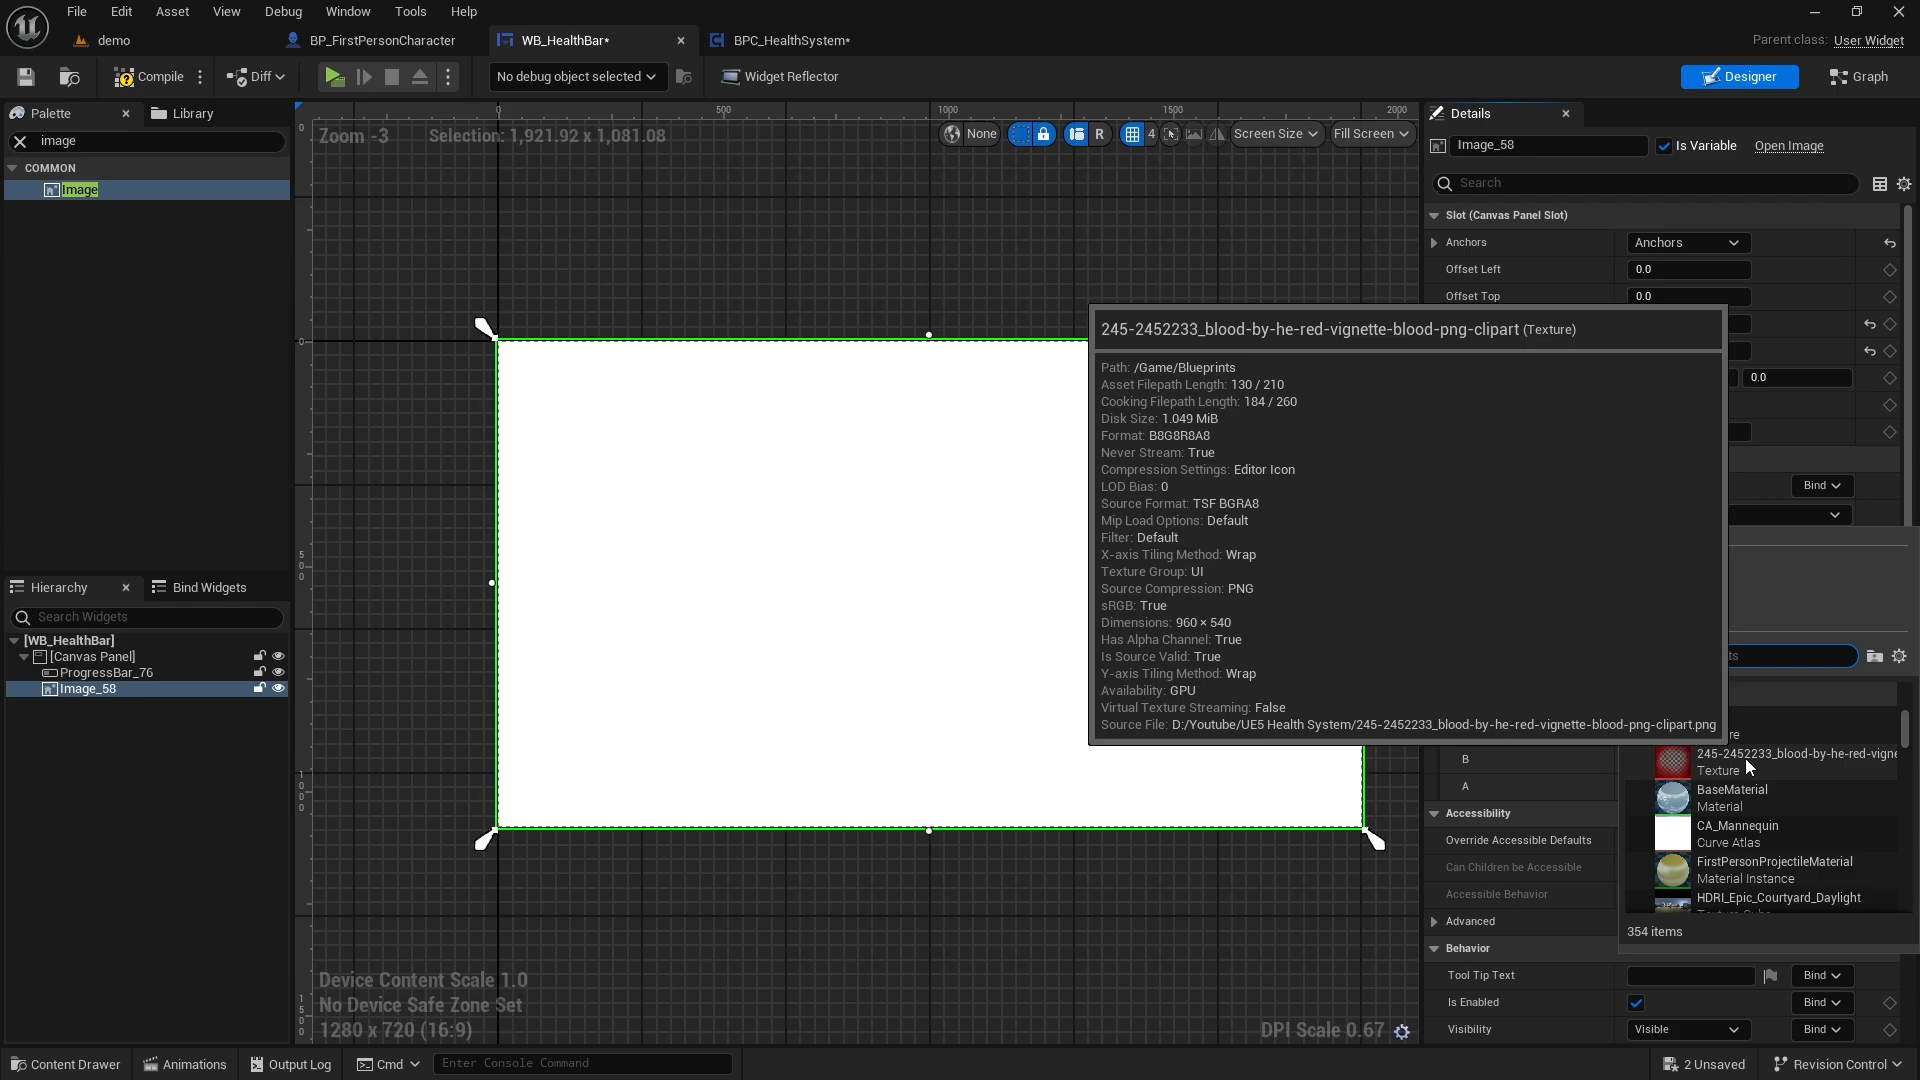 File Edit Asset View Debug Window Tools Help
demo BP_FirstPersonCharacter WB_HealthBar* BPC_HealthSystem* Parent class: User Widget
Compile Diff No debug object selected Widget Reflector Designer Graph
Palette Library
image
COMMON
Image
Hierarchy Bind Widgets
Search Widgets
[WB_HealthBar]
[Canvas Panel]
ProgressBar_76
Image_58
0 500 1000 1500 2000
Zoom -3 Selection: 1,921.92 x 1,081.08 None R 4 Screen Size Fill Screen
0
0
500
1000
1500
Device Content Scale 1.0
No Device Safe Zone Set
1280 x 720 (16:9) DPI Scale 0.67
245-2452233_blood-by-he-red-vignette-blood-png-clipart (Texture)
Path: /Game/Blueprints
Asset Filepath Length: 130 / 210
Cooking Filepath Length: 184 / 260
Disk Size: 1.049 MiB
Format: B8G8R8A8
Never Stream: True
Compression Settings: Editor Icon
LOD Bias: 0
Source Format: TSF BGRA8
Mip Load Options: Default
Filter: Default
X-axis Tiling Method: Wrap
Texture Group: UI
Source Compression: PNG
sRGB: True
Dimensions: 960 × 540
Has Alpha Channel: True
Is Source Valid: True
Y-axis Tiling Method: Wrap
Availability: GPU
Virtual Texture Streaming: False
Source File: D:/Youtube/UE5 Health System/245-2452233_blood-by-he-red-vignette-blood-png-clipart.png
Details
Image_58 Is Variable Open Image
Search
Slot (Canvas Panel Slot)
Anchors Anchors
Offset Left 0.0
Offset Top 0.0
0.0
Bind
ts
re
245-2452233_blood-by-he-red-vigne
Texture
BaseMaterial
Material
CA_Mannequin
Curve Atlas
FirstPersonProjectileMaterial
Material Instance
HDRI_Epic_Courtyard_Daylight
354 items
B
A
Accessibility
Override Accessible Defaults
Can Children be Accessible
Accessible Behavior
Advanced
Behavior
Tool Tip Text Bind
Is Enabled Bind
Visibility Visible Bind
Content Drawer Animations Output Log Cmd Enter Console Command 2 Unsaved Revision Control